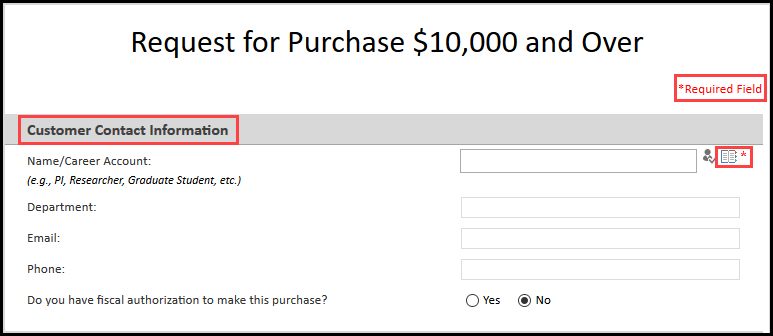 Request for Purchase $10,000 and Over
*Required Field
Customer Contact Information
Name/Career Account:
*
(e.g., PI, Researcher, Graduate Student, etc.)
Department:
Email:
Phone:
Do you have fiscal authorization to make this purchase?
Yes
No